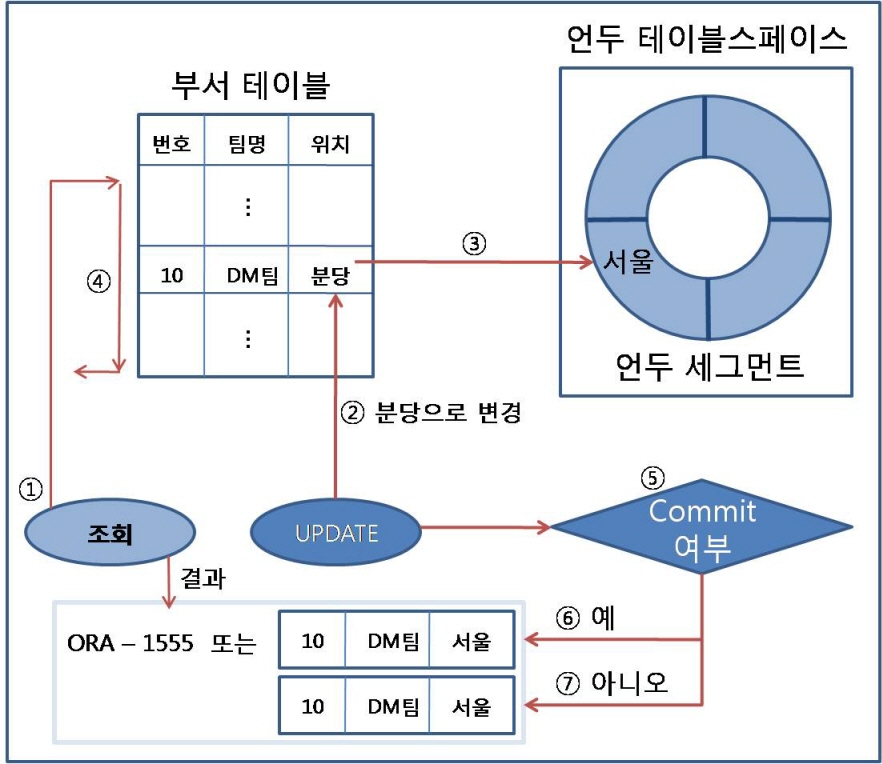 언두 테이블스페이스
부서 테이블
번호 팀명 위치
⋮
10 DM팀 분당
⋮
③
서울
④
언두 세그먼트
② 분당으로 변경
①
⑤
조회
UPDATE
Commit
여부
결과
ORA – 1555 또는
10 DM팀 서울
⑥ 예
10 DM팀 서울
⑦ 아니오